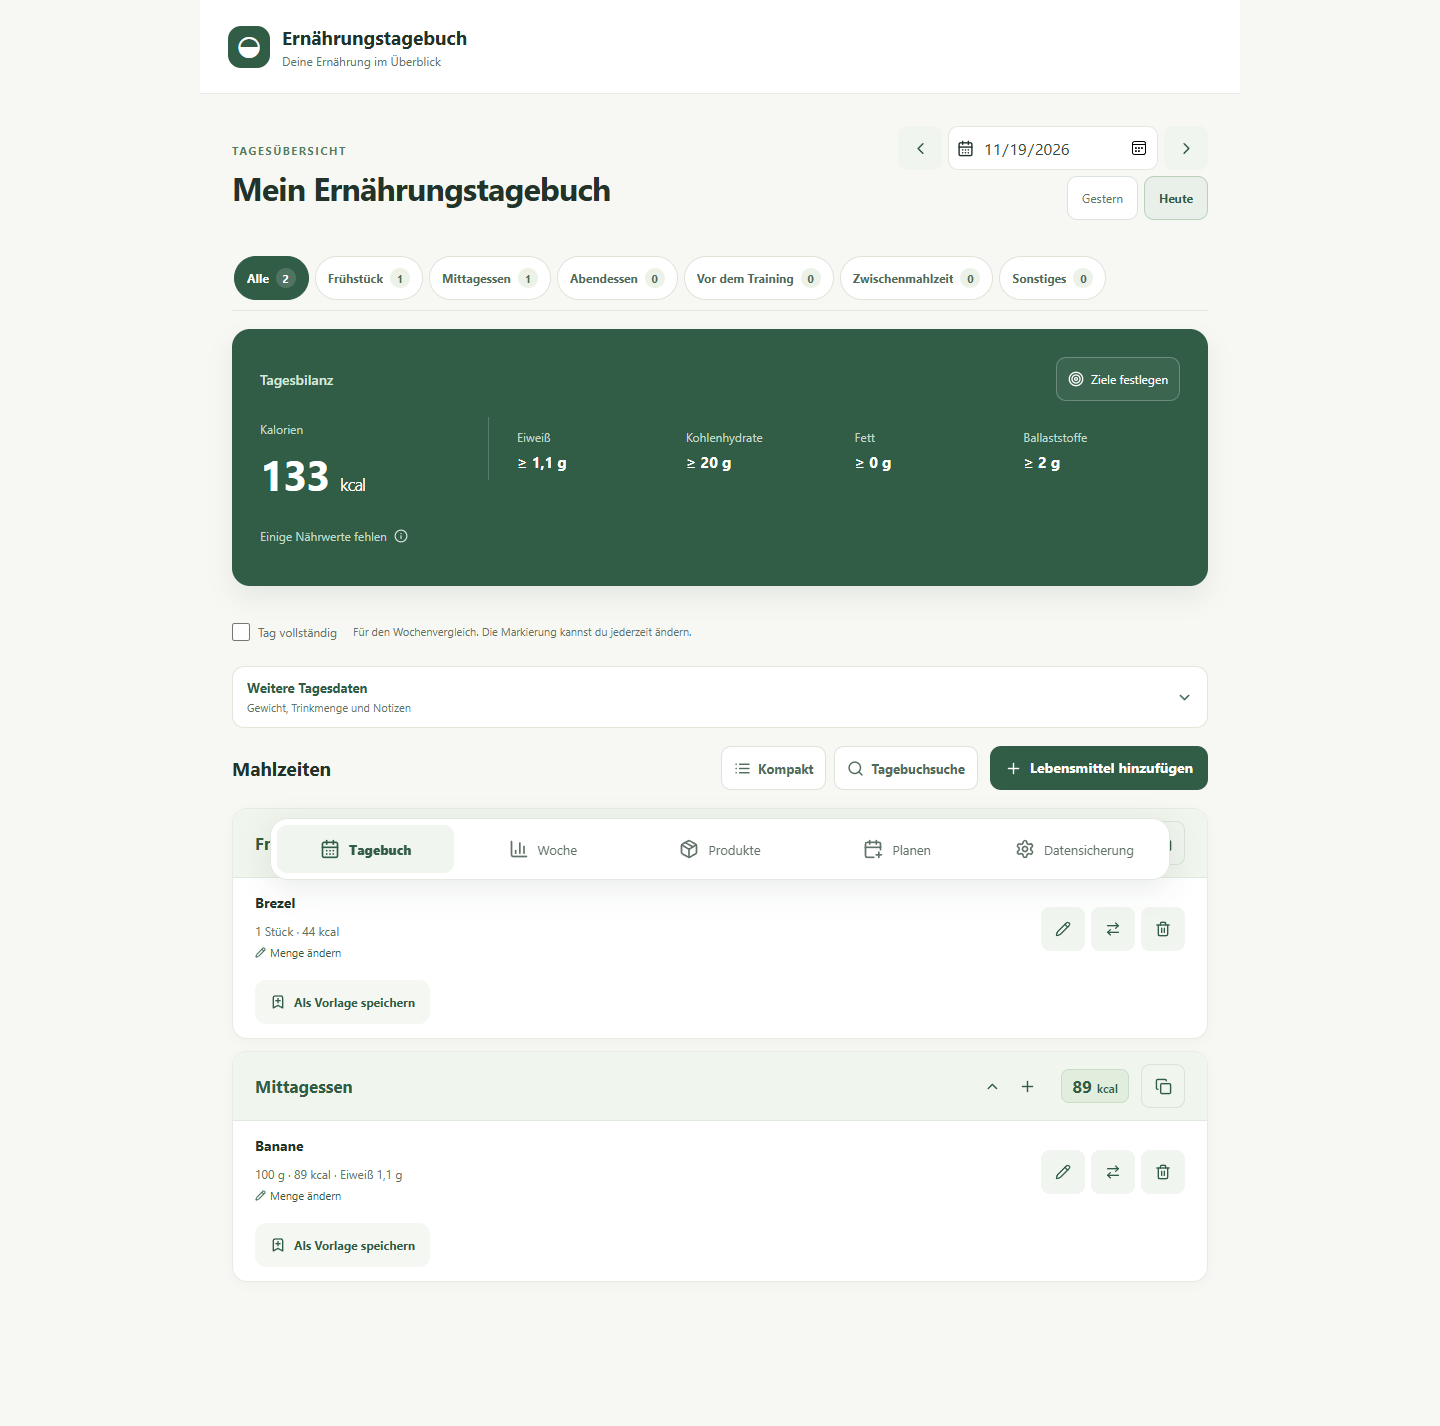 Ernährungstagebuch
Deine Ernährung im Überblick
TAGESÜBERSICHT
Mein Ernährungstagebuch
11/19/2026
Gestern
Heute
Alle 2
Frühstück 1
Mittagessen 1
Abendessen 0
Vor dem Training 0
Zwischenmahlzeit 0
Sonstiges 0
Tagesbilanz
Ziele festlegen
Kalorien
133 kcal
Eiweiß
≥ 1,1 g
Kohlenhydrate
≥ 20 g
Fett
≥ 0 g
Ballaststoffe
≥ 2 g
Einige Nährwerte fehlen
Tag vollständig
Für den Wochenvergleich. Die Markierung kannst du jederzeit ändern.
Weitere Tagesdaten
Gewicht, Trinkmenge und Notizen
Mahlzeiten
Kompakt
Tagebuchsuche
Lebensmittel hinzufügen
Fr
Tagebuch
Woche
Produkte
Planen
Datensicherung
Brezel
1 Stück · 44 kcal
Menge ändern
Als Vorlage speichern
Mittagessen
89 kcal
Banane
100 g · 89 kcal · Eiweiß 1,1 g
Menge ändern
Als Vorlage speichern